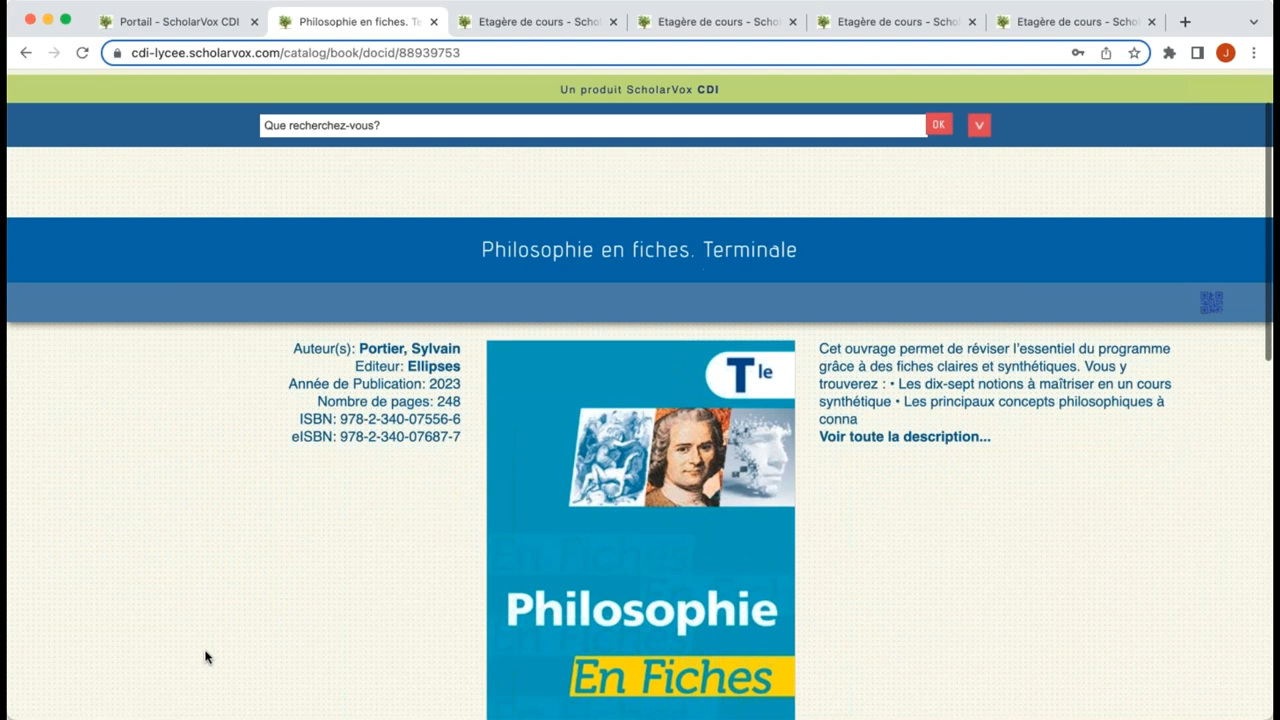 Portail - ScholarVox CDI
Philosophie en fiches. Te
Etagère de cours - Schol
Etagère de cours - Schol
Etagère de cours - Schol
Etagère de cours - Schol
cdi-lycee.scholarvox.com/catalog/book/docid/88939753
J
Un produit ScholarVox CDI
Que recherchez-vous?
OK
Philosophie en fiches. Terminale
Auteur(s): Portier, Sylvain
Editeur: Ellipses
Année de Publication: 2023
Nombre de pages: 248
ISBN: 978-2-340-07556-6
eISBN: 978-2-340-07687-7
Tle
En Fiches
Philosophie
En Fiches
En Fiches
Cet ouvrage permet de réviser l'essentiel du programme
grâce à des fiches claires et synthétiques. Vous y
trouverez : • Les dix-sept notions à maîtriser en un cours
synthétique • Les principaux concepts philosophiques à
conna
Voir toute la description...